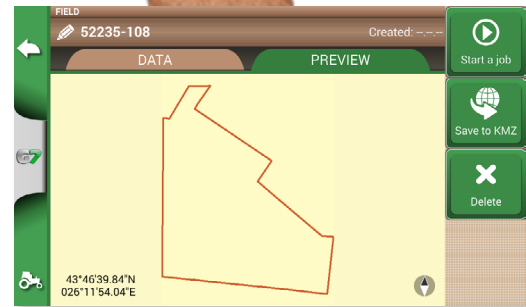 FIELD
52235-108
Created: --.--.--
DATA
PREVIEW
Start a job
Save to KMZ
Delete
G7
43°46'39.84"N
026°11'54.04"E